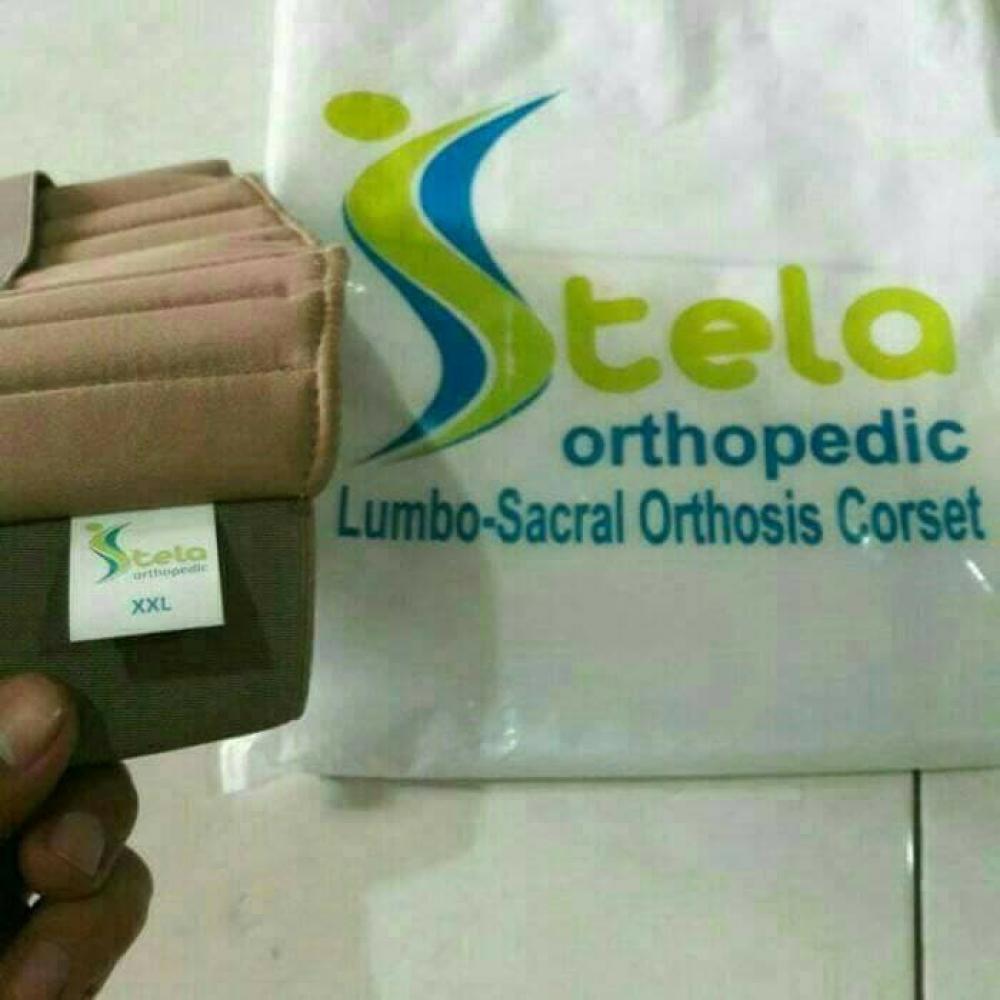 Stela
orthopedic
Lumbo-Sacral Orthosis Corset
Stela
orthopedic
XXL